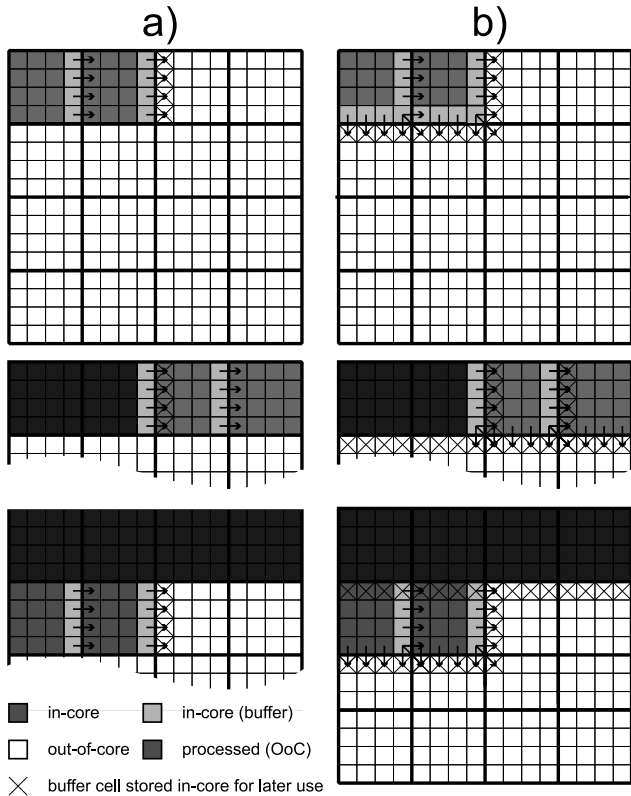 a) b)
in-core in-core (buffer)
out-of-core processed (OoC)
buffer cell stored in-core for later use